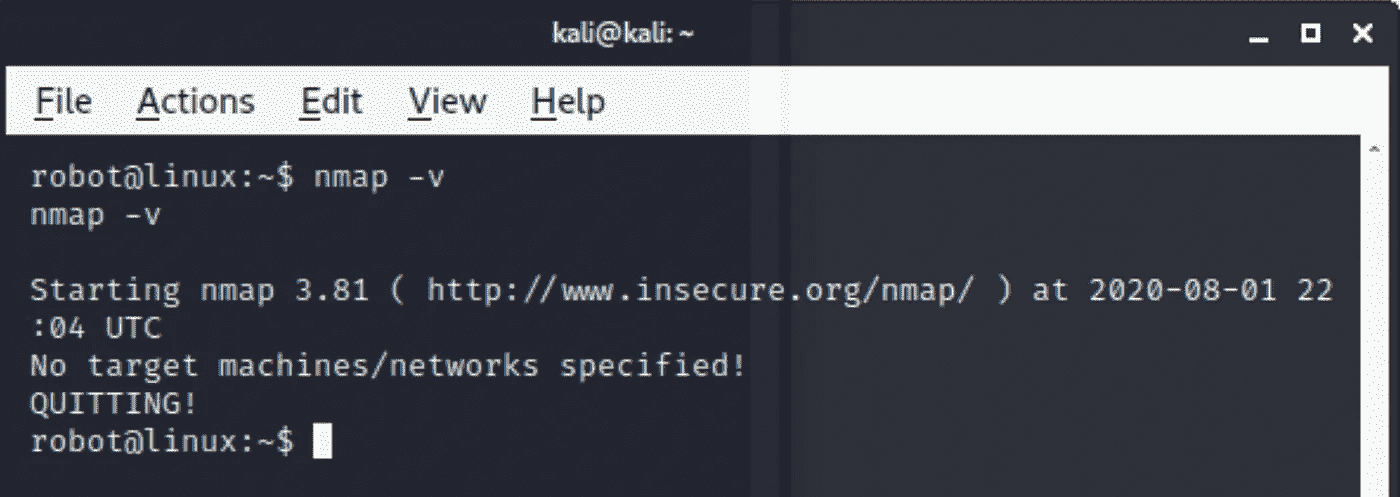 kali@kali: ~
File Actions Edit View Help
robot@linux:~$ nmap -v
nmap -v
Starting nmap 3.81 ( http://www.insecure.org/nmap/ ) at 2020-08-01 22
:04 UTC
No target machines/networks specified!
QUITTING!
robot@linux:~$